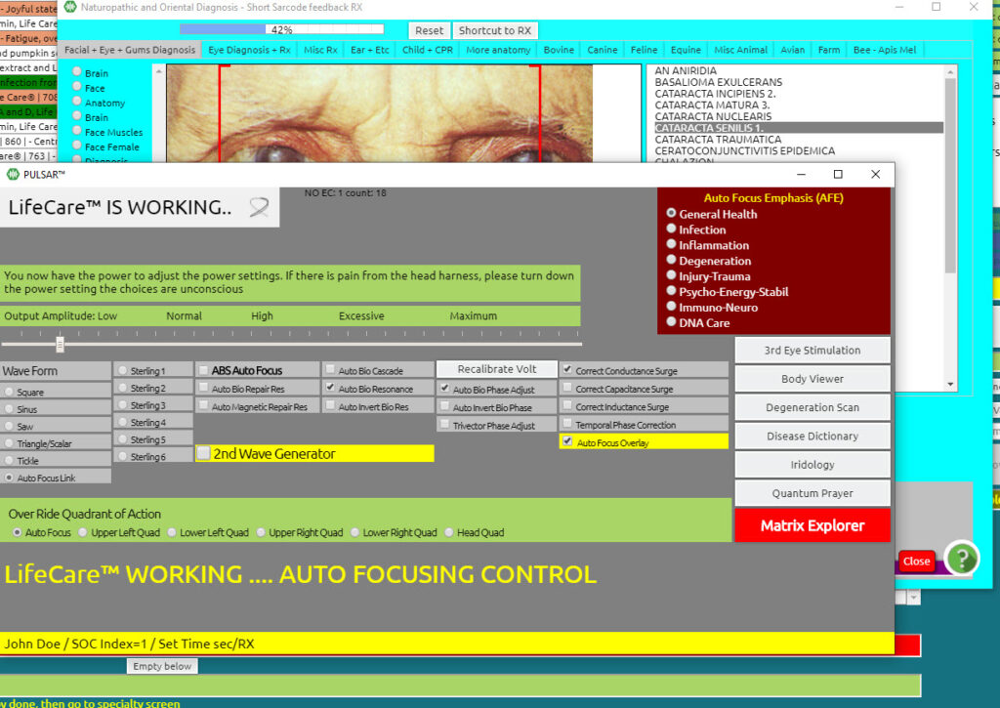 - Joyful state
min, Life Care
- Fatigue, ove
nd pumpkin s
extract and L
nfection from
e Care® | 708
A and D, Life
min, Life Care
| 860 | - Centr
are® | 763 | -
Naturopathic and Oriental Diagnosis - Short Sarcode feedback RX
42%
Reset
Shortcut to RX
Facial + Eye + Gums Diagnosis
Eye Diagnosis + Rx
Misc Rx
Ear + Etc
Child + CPR
More anatomy
Bovine
Canine
Feline
Equine
Misc Animal
Avian
Farm
Bee - Apis Mel
Brain
Face
Anatomy
Brain
Face Muscles
Face Female
Diagnosis
AN ANIRIDIA
BASALIOMA EXULCERANS
CATARACTA INCIPIENS 2.
CATARACTA MATURA 3.
CATARACTA NUCLEARIS
CATARACTA SENILIS 1.
CATARACTA TRAUMATICA
CERATOCONJUNCTIVITIS EPIDEMICA
CHALAZION
PULSAR™
LifeCare™ IS WORKING..
NO EC: 1 count: 18
Auto Focus Emphasis (AFE)
General Health
Infection
Inflammation
Degeneration
Injury-Trauma
Psycho-Energy-Stabil
Immuno-Neuro
DNA Care
You now have the power to adjust the power settings. If there is pain from the head harness, please turn down
the power setting the choices are unconscious
Output Amplitude: Low Normal High Excessive Maximum
Wave Form
Square
Sinus
Saw
Triangle/Scalar
Tickle
Auto Focus Link
Sterling 1
Sterling 2
Sterling 3
Sterling 4
Sterling 5
Sterling 6
ABS Auto Focus
Auto Bio Repair Res
Auto Magnetic Repair Res
Auto Bio Cascade
Auto Bio Resonance
Auto Invert Bio Res
2nd Wave Generator
Recalibrate Volt
Auto Bio Phase Adjust
Auto Invert Bio Phase
Trivector Phase Adjust
Correct Conductance Surge
Correct Capacitance Surge
Correct Inductance Surge
Temporal Phase Correction
Auto Focus Overlay
3rd Eye Stimulation
Body Viewer
Degeneration Scan
Disease Dictionary
Iridology
Quantum Prayer
Matrix Explorer
Over Ride Quadrant of Action
Auto Focus
Upper Left Quad
Lower Left Quad
Upper Right Quad
Lower Right Quad
Head Quad
LifeCare™ WORKING .... AUTO FOCUSING CONTROL
Close
?
John Doe / SOC Index=1 / Set Time sec/RX
Empty below
y done, then go to specialty screen